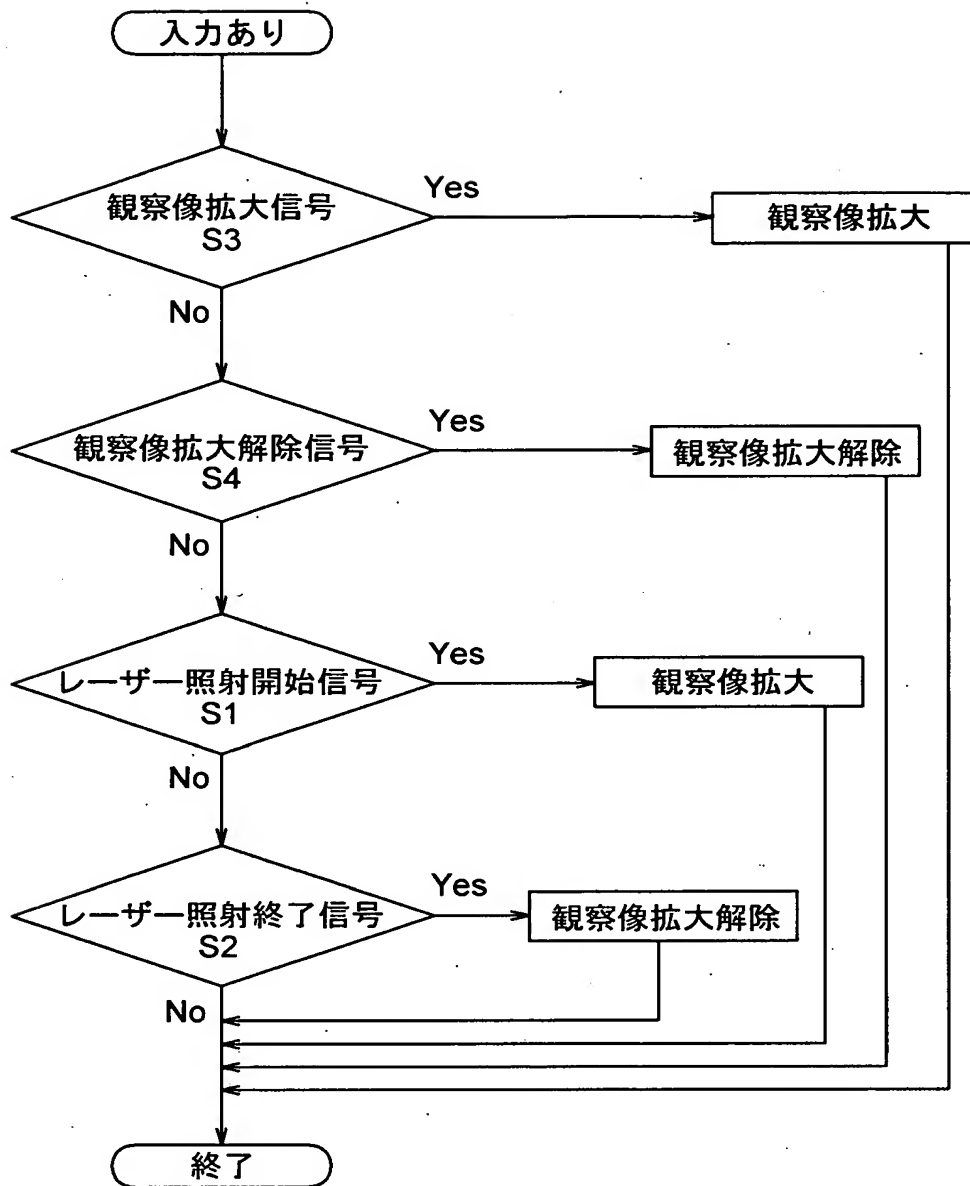 入力あり
観察像拡大信号
S3
Yes
観察像拡大
No
観察像拡大解除信号
S4
Yes
観察像拡大解除
No
レーザー照射開始信号
S1
Yes
観察像拡大
No
レーザー照射終了信号
S2
Yes
観察像拡大解除
No
終了